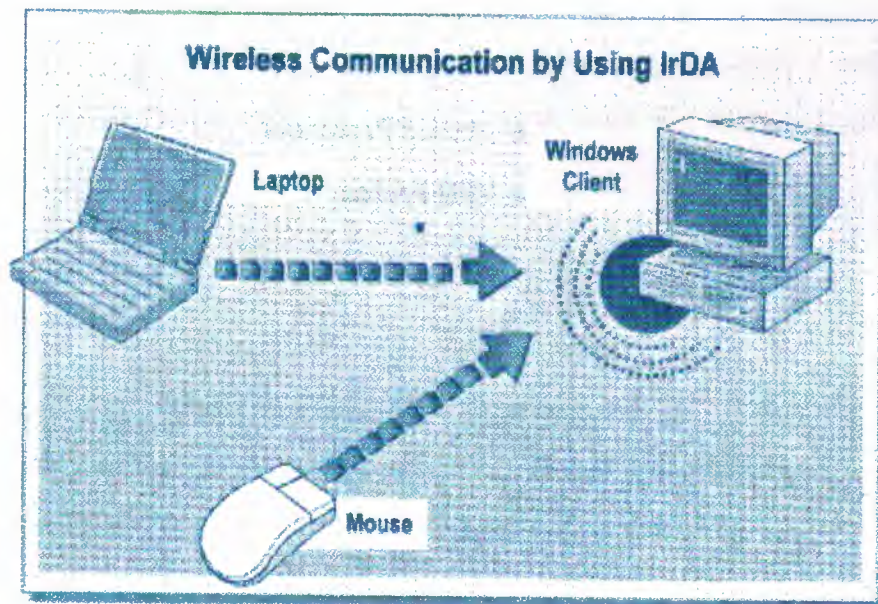 Wireless Communication by Using IrDA
Laptop
Windows
Client
Mouse